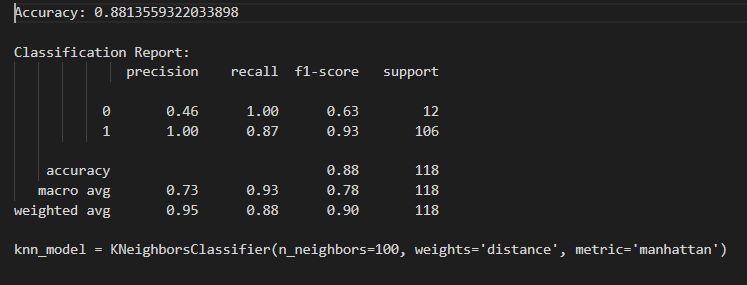 Accuracy: 0.8813559322033898
Classification Report:
precision recall f1-score support
0 0.46 1.00 0.63 12
1 1.00 0.87 0.93 106
accuracy 0.88 118
macro avg 0.73 0.93 0.78 118
weighted avg 0.95 0.88 0.90 118
knn_model = KNeighborsClassifier(n_neighbors=100, weights='distance', metric='manhattan')